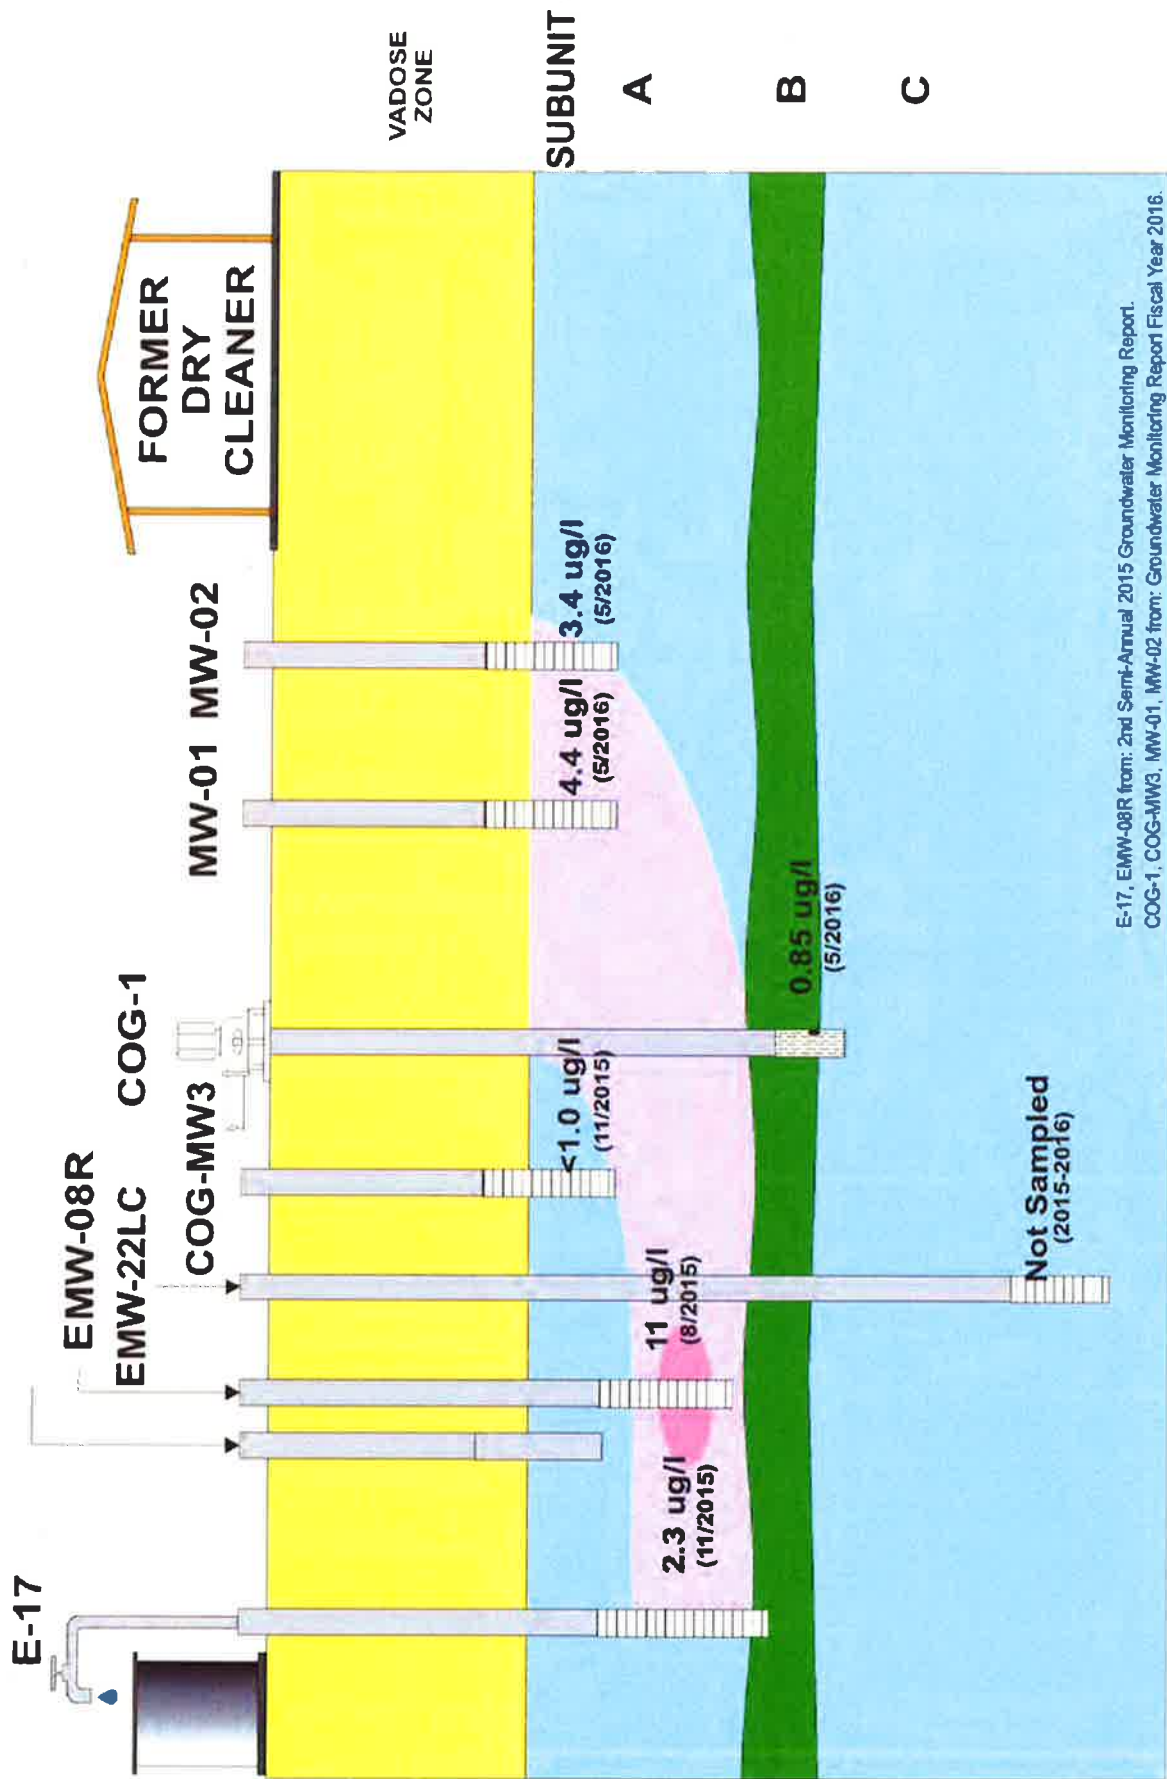 E-17
EMW-08R
EMW-22LC
COG-MW3
COG-1
MW-01 MW-02
FORMER
DRY
CLEANER
VADOSE
ZONE
SUBUNIT
A
B
C
2.3 ug/l
(11/2015)
11 ug/l
(8/2015)
<1.0 ug/l
(11/2015)
4.4 ug/l
(5/2016)
3.4 ug/l
(5/2016)
0.85 ug/l
(5/2016)
Not Sampled
(2015-2016)
E-17, EMW-08R from: 2nd Semi-Annual 2015 Groundwater Monitoring Report.
COG-1, COG-MW3, MW-01, MW-02 from: Groundwater Monitoring Report Fiscal Year 2016.